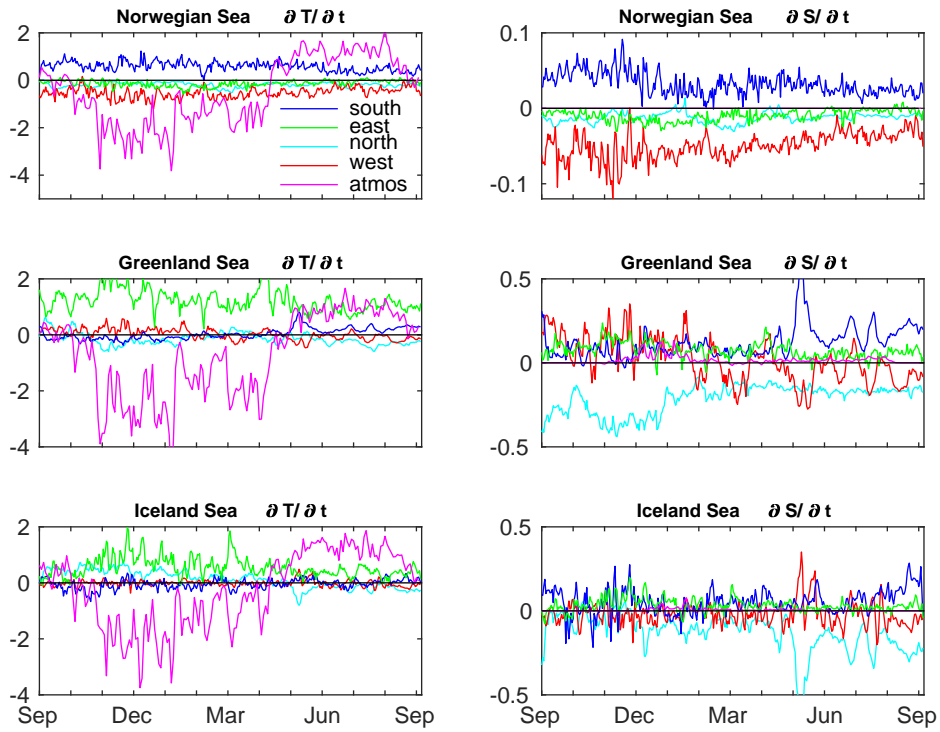 Norwegian Sea ∂ T/ ∂ t
2
0
-2
-4
south
east
north
west
atmos
Norwegian Sea ∂ S/ ∂ t
0.1
0
-0.1
Greenland Sea ∂ T/ ∂ t
2
0
-2
-4
Greenland Sea ∂ S/ ∂ t
0.5
0
-0.5
Iceland Sea ∂ T/ ∂ t
2
0
-2
-4
Sep Dec Mar Jun Sep
Iceland Sea ∂ S/ ∂ t
0.5
0
-0.5
Sep Dec Mar Jun Sep